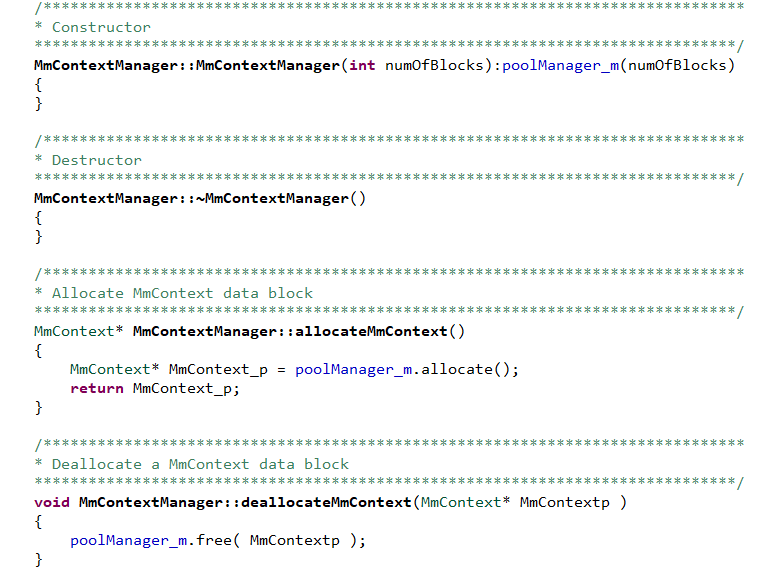 /******************************************************************************
* Constructor
******************************************************************************/
MmContextManager::MmContextManager(int numOfBlocks):poolManager_m(numOfBlocks)
{
}
/******************************************************************************
* Destructor
******************************************************************************/
MmContextManager::~MmContextManager()
{
}
/******************************************************************************
* Allocate MmContext data block
******************************************************************************/
MmContext* MmContextManager::allocateMmContext()
{
    MmContext* MmContext_p = poolManager_m.allocate();
    return MmContext_p;
}
/******************************************************************************
* Deallocate a MmContext data block
******************************************************************************/
void MmContextManager::deallocateMmContext(MmContext* MmContextp )
{
    poolManager_m.free( MmContextp );
}